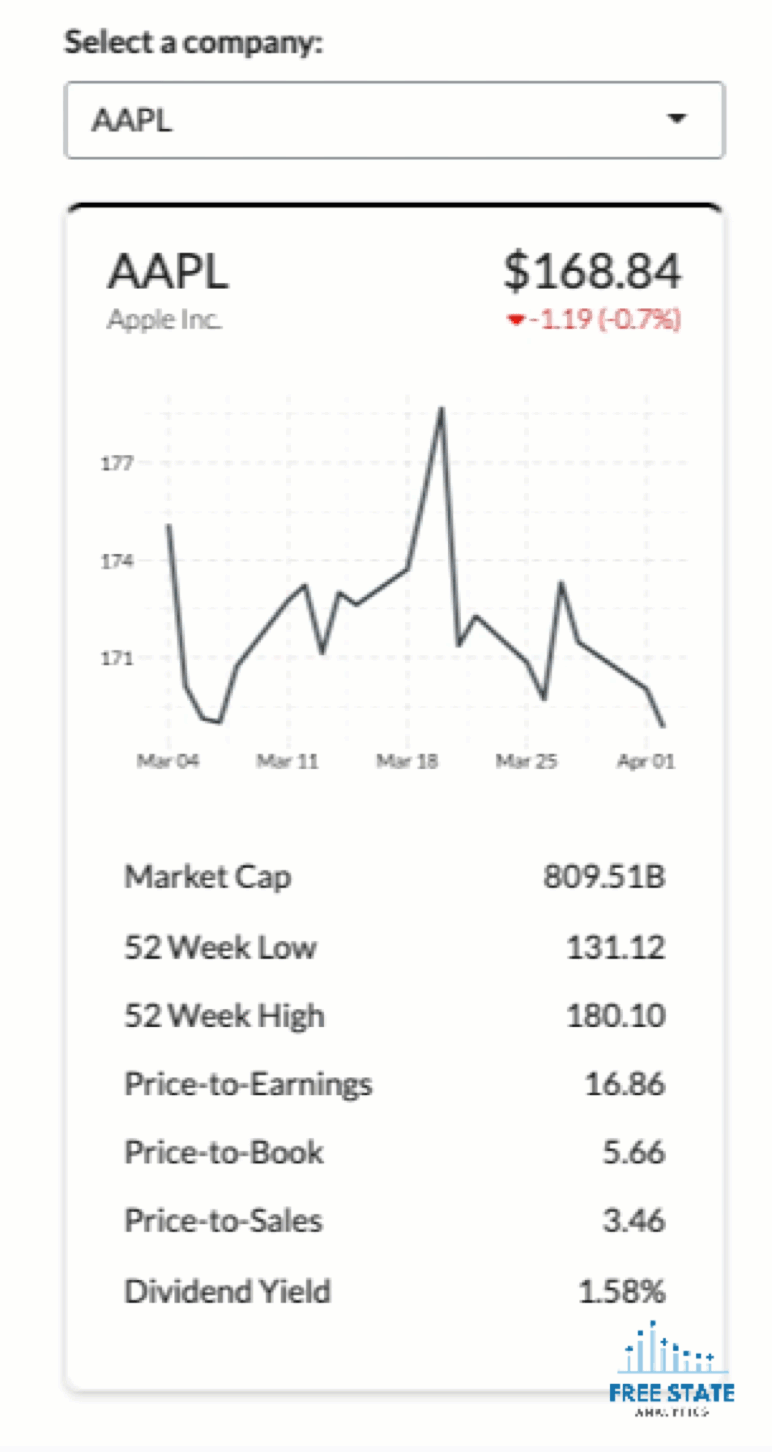 Select a company:
AAPL
AAPL $168.84
Apple Inc. -1.19 (-0.7%)
177
174
171
Mar 04 Mar 11 Mar 18 Mar 25 Apr 01
Market Cap 809.51B
52 Week Low 131.12
52 Week High 180.10
Price-to-Earnings 16.86
Price-to-Book 5.66
Price-to-Sales 3.46
Dividend Yield 1.58%
FREE STATE
ANALYTICS